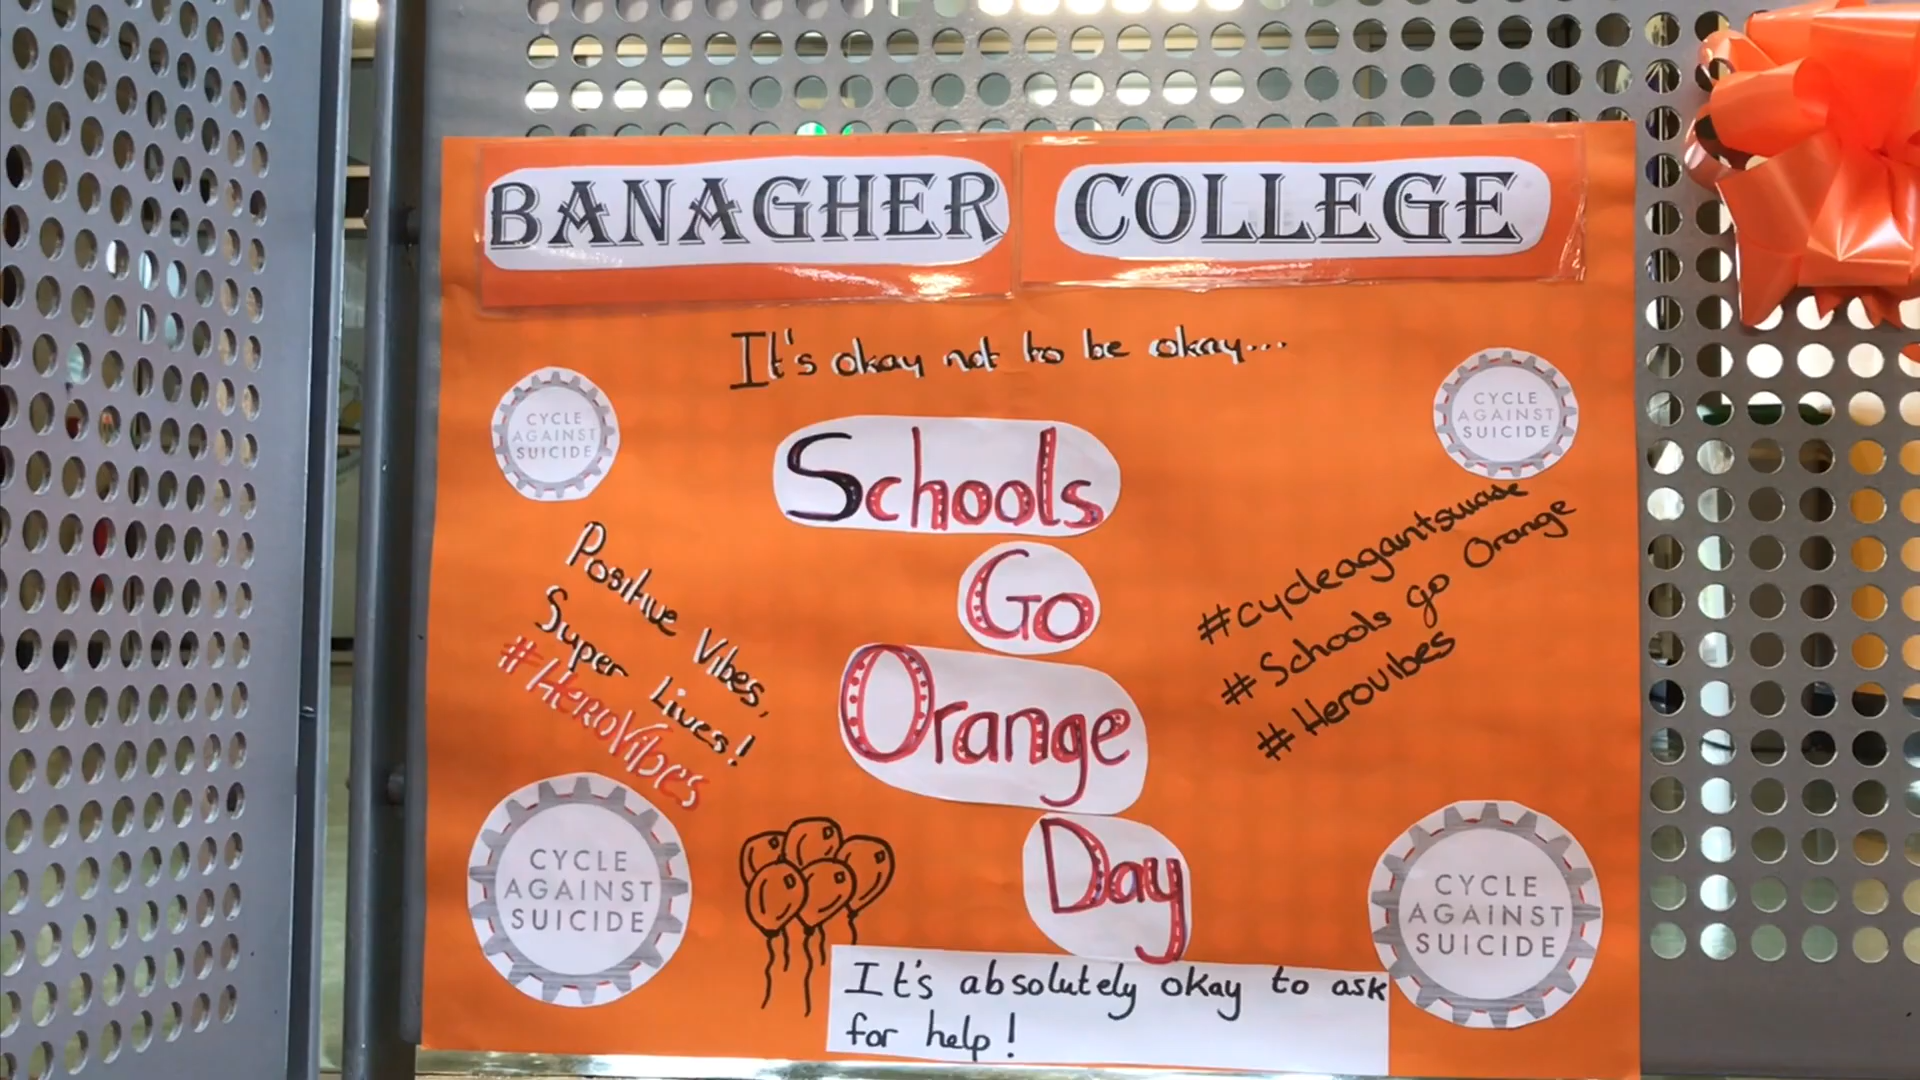 BANAGHER COLLEGE
It's okay not to be okay...
CYCLE
AGAINST
SUICIDE
CYCLE
AGAINST
SUICIDE
Schools
Go
Orange
Day
Positive Vibes,
Super Lives!
#HeroVibes
#cycleagaintsuicide
#Schools go Orange
#Herovibes
CYCLE
AGAINST
SUICIDE
CYCLE
AGAINST
SUICIDE
It's absolutely okay to ask
for help!